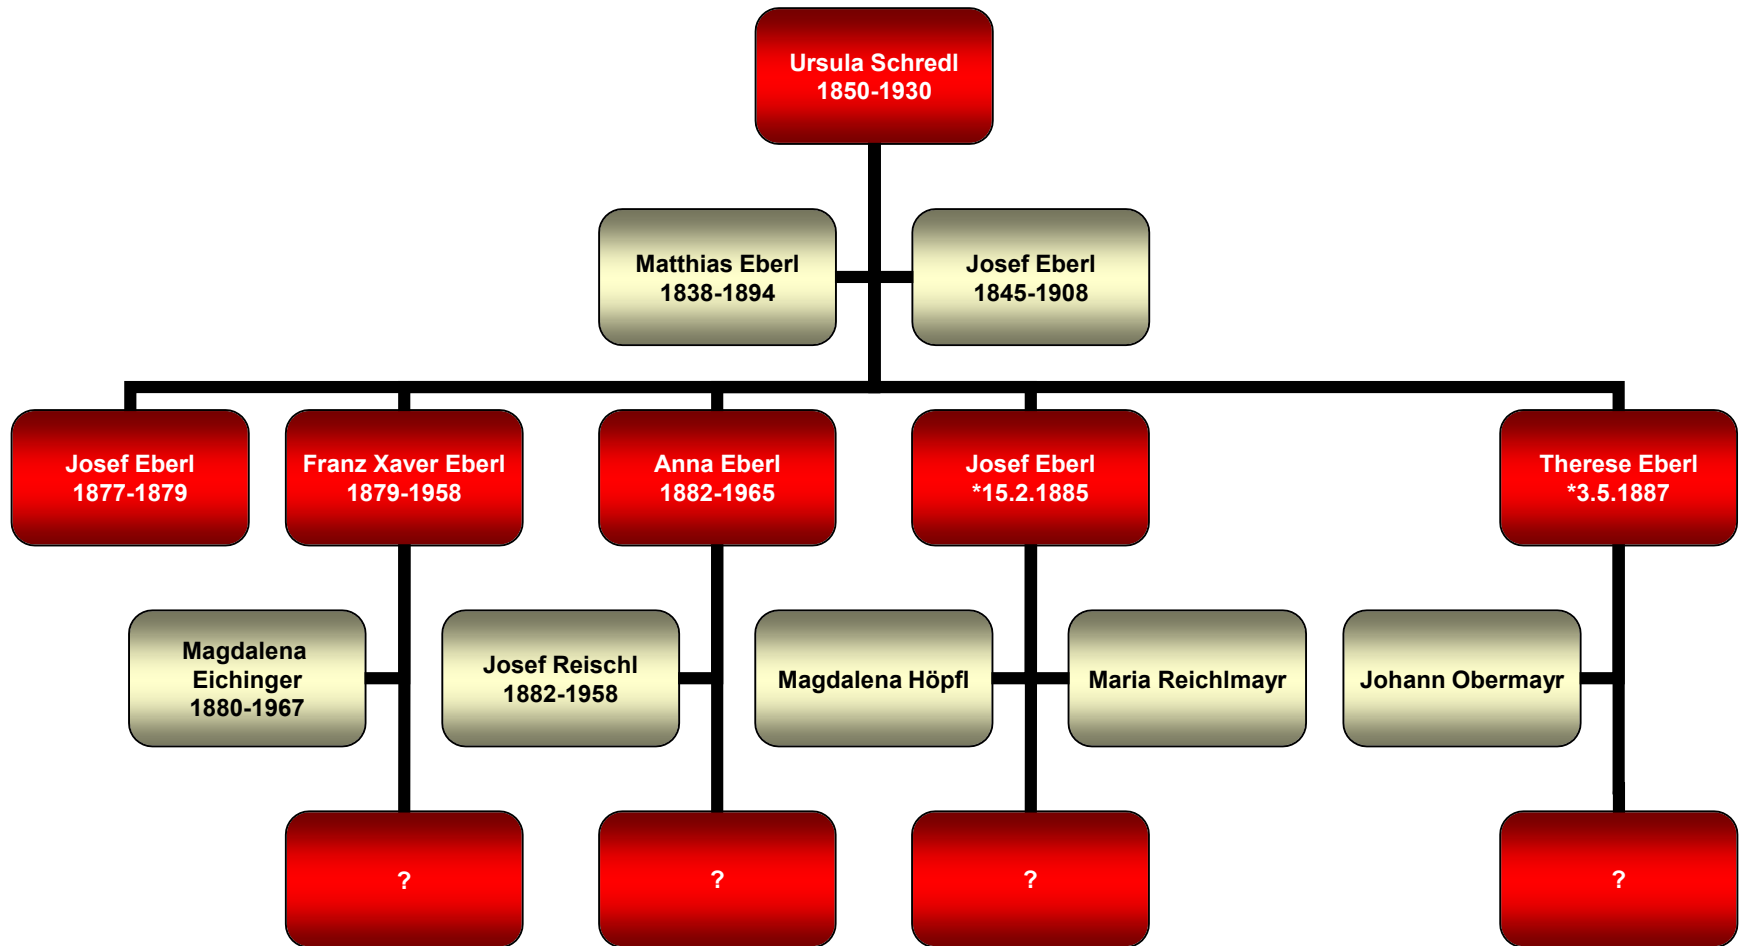 Ursula Schredl
1850-1930
Matthias Eberl
1838-1894
Josef Eberl
1845-1908
Josef Eberl
1877-1879
Franz Xaver Eberl
1879-1958
Anna Eberl
1882-1965
Josef Eberl
*15.2.1885
Therese Eberl
*3.5.1887
Magdalena
Eichinger
1880-1967
Josef Reischl
1882-1958
Magdalena Höpfl
Maria Reichlmayr
Johann Obermayr
?
?
?
?